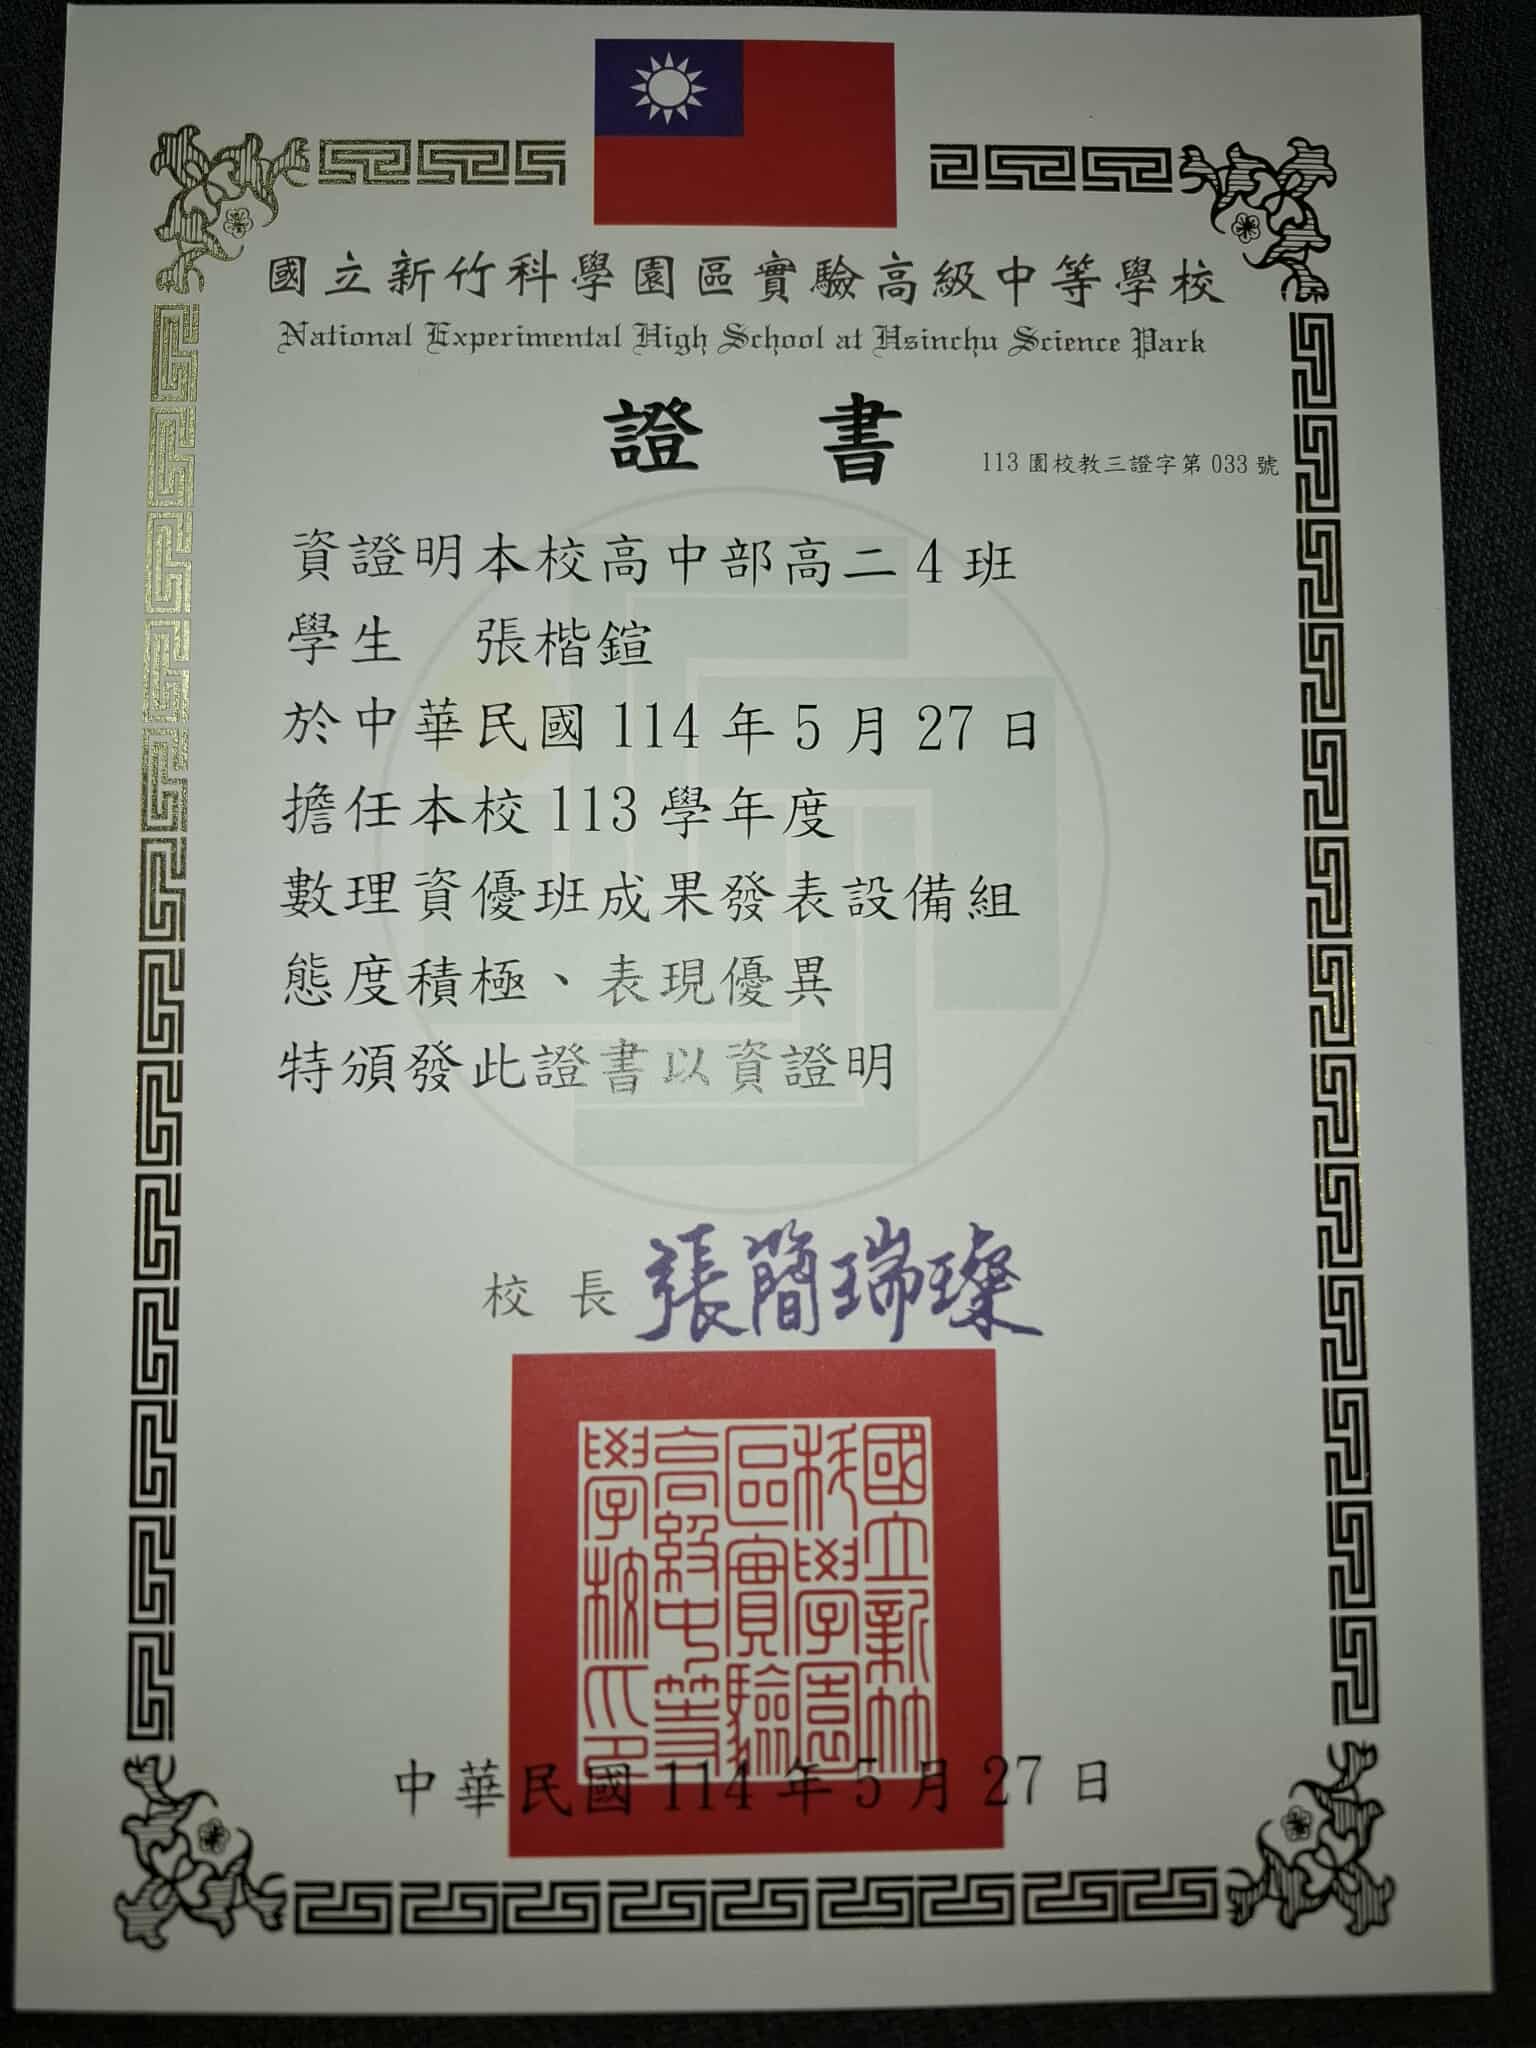 國立新竹科學園區實驗高級中等學校
National Experimental High School at Hsinchu Science Park
證書
113 園校教三證字第 033 號
資證明本校高中部高二 4 班
學生 張楷鍹
於中華民國 114 年 5 月 27 日
擔任本校 113 學年度
數理資優班成果發表設備組
態度積極、表現優異
特頒發此證書以資證明
校長 張簡瑞璨
國立新竹
科學園
區實驗
高級中等
學校印
中華民國 114 年 5 月 27 日